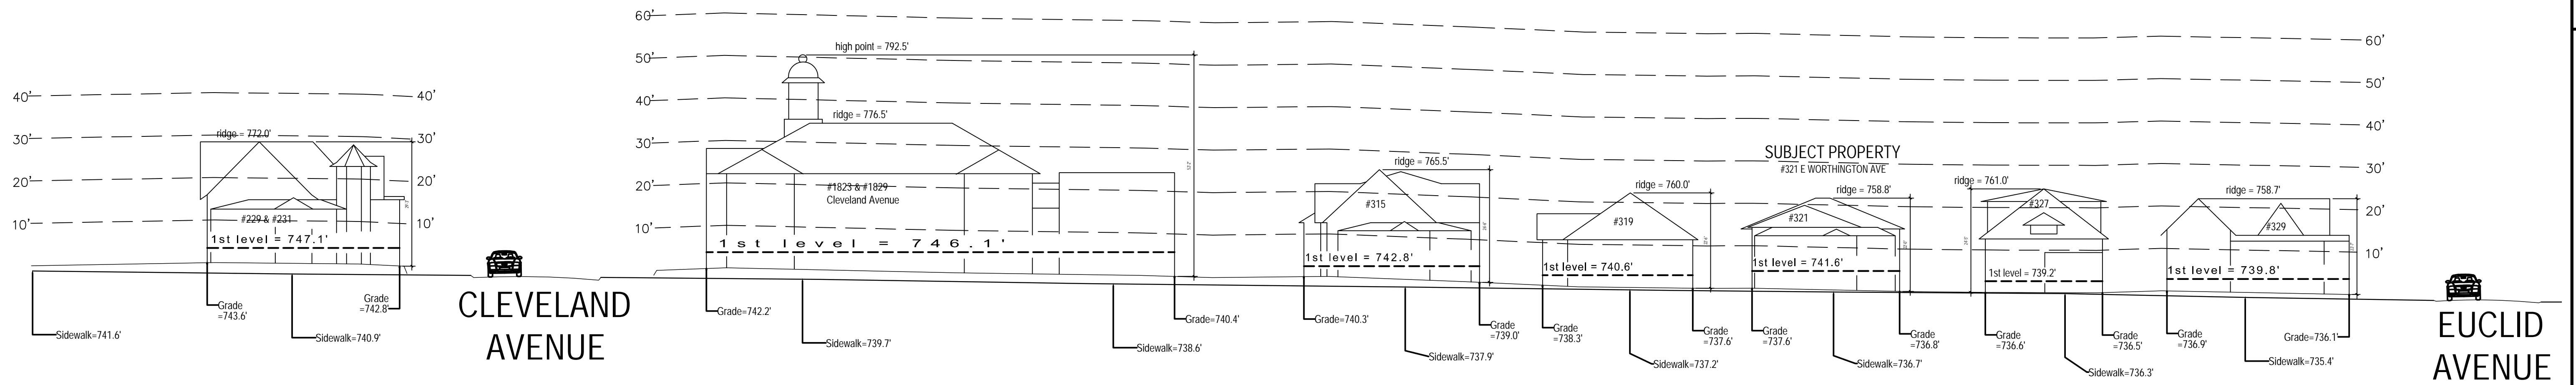 60'
50'
40'
30'
20'
10'
40'
30'
20'
10'
40'
30'
20'
10'
60'
50'
40'
30'
20'
10'
ridge = 772.0'
#229 & #231
1st level = 747.1'
Grade
=743.6'
Grade
=742.8'
Sidewalk=741.6'
Sidewalk=740.9'
CLEVELAND
AVENUE
high point = 792.5'
ridge = 776.5'
#1823 & #1829
Cleveland Avenue
1st level = 746.1'
Grade=742.2'
Grade=740.4'
Sidewalk=739.7'
Sidewalk=738.6'
ridge = 765.5'
#315
1st level = 742.8'
Grade=740.3'
Grade
=739.0'
Sidewalk=737.9'
ridge = 760.0'
#319
1st level = 740.6'
Grade
=738.3'
Grade
=737.6'
Sidewalk=737.2'
SUBJECT PROPERTY
#321 E WORTHINGTON AVE
ridge = 758.8'
#321
1st level = 741.6'
Grade
=737.6'
Grade
=736.8'
Sidewalk=736.7'
ridge = 761.0'
#327
1st level = 739.2'
Grade
=736.6'
Grade
=736.5'
Sidewalk=736.3'
ridge = 758.7'
#329
1st level = 739.8'
Grade
=736.9'
Grade=736.1'
Sidewalk=735.4'
EUCLID
AVENUE